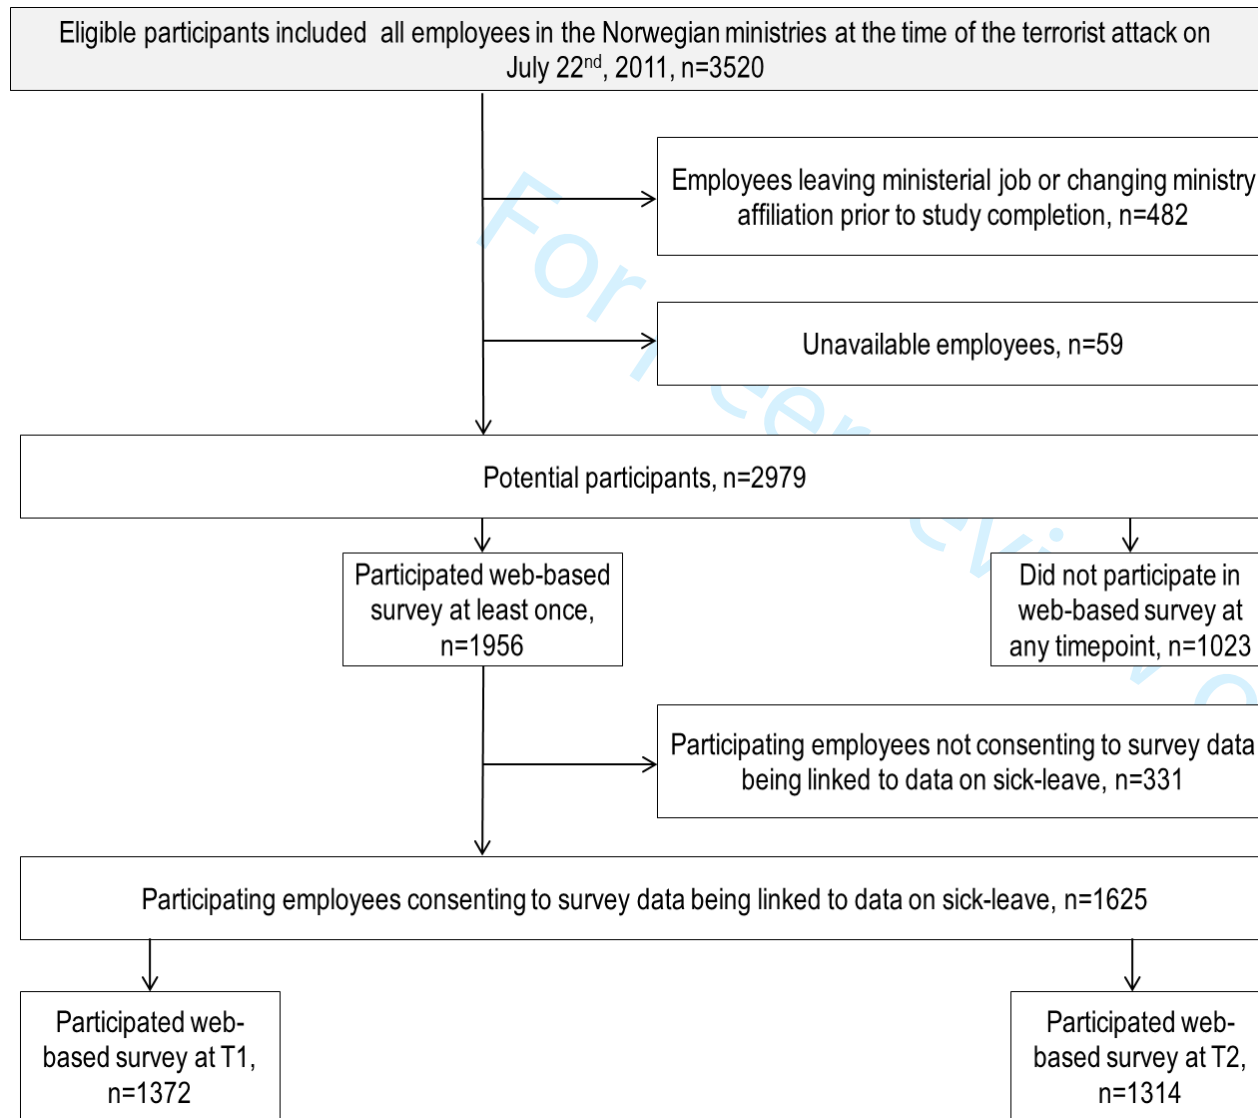 Eligible participants included all employees in the Norwegian ministries at the time of the terrorist attack on
July 22nd, 2011, n=3520
Employees leaving ministerial job or changing ministry
affiliation prior to study completion, n=482
Unavailable employees, n=59
Potential participants, n=2979
Participated web-based
survey at least once,
n=1956
Did not participate in
web-based survey at
any timepoint, n=1023
Participating employees not consenting to survey data
being linked to data on sick-leave, n=331
Participating employees consenting to survey data being linked to data on sick-leave, n=1625
Participated web-
based survey at T1,
n=1372
Participated web-
based survey at T2,
n=1314
For